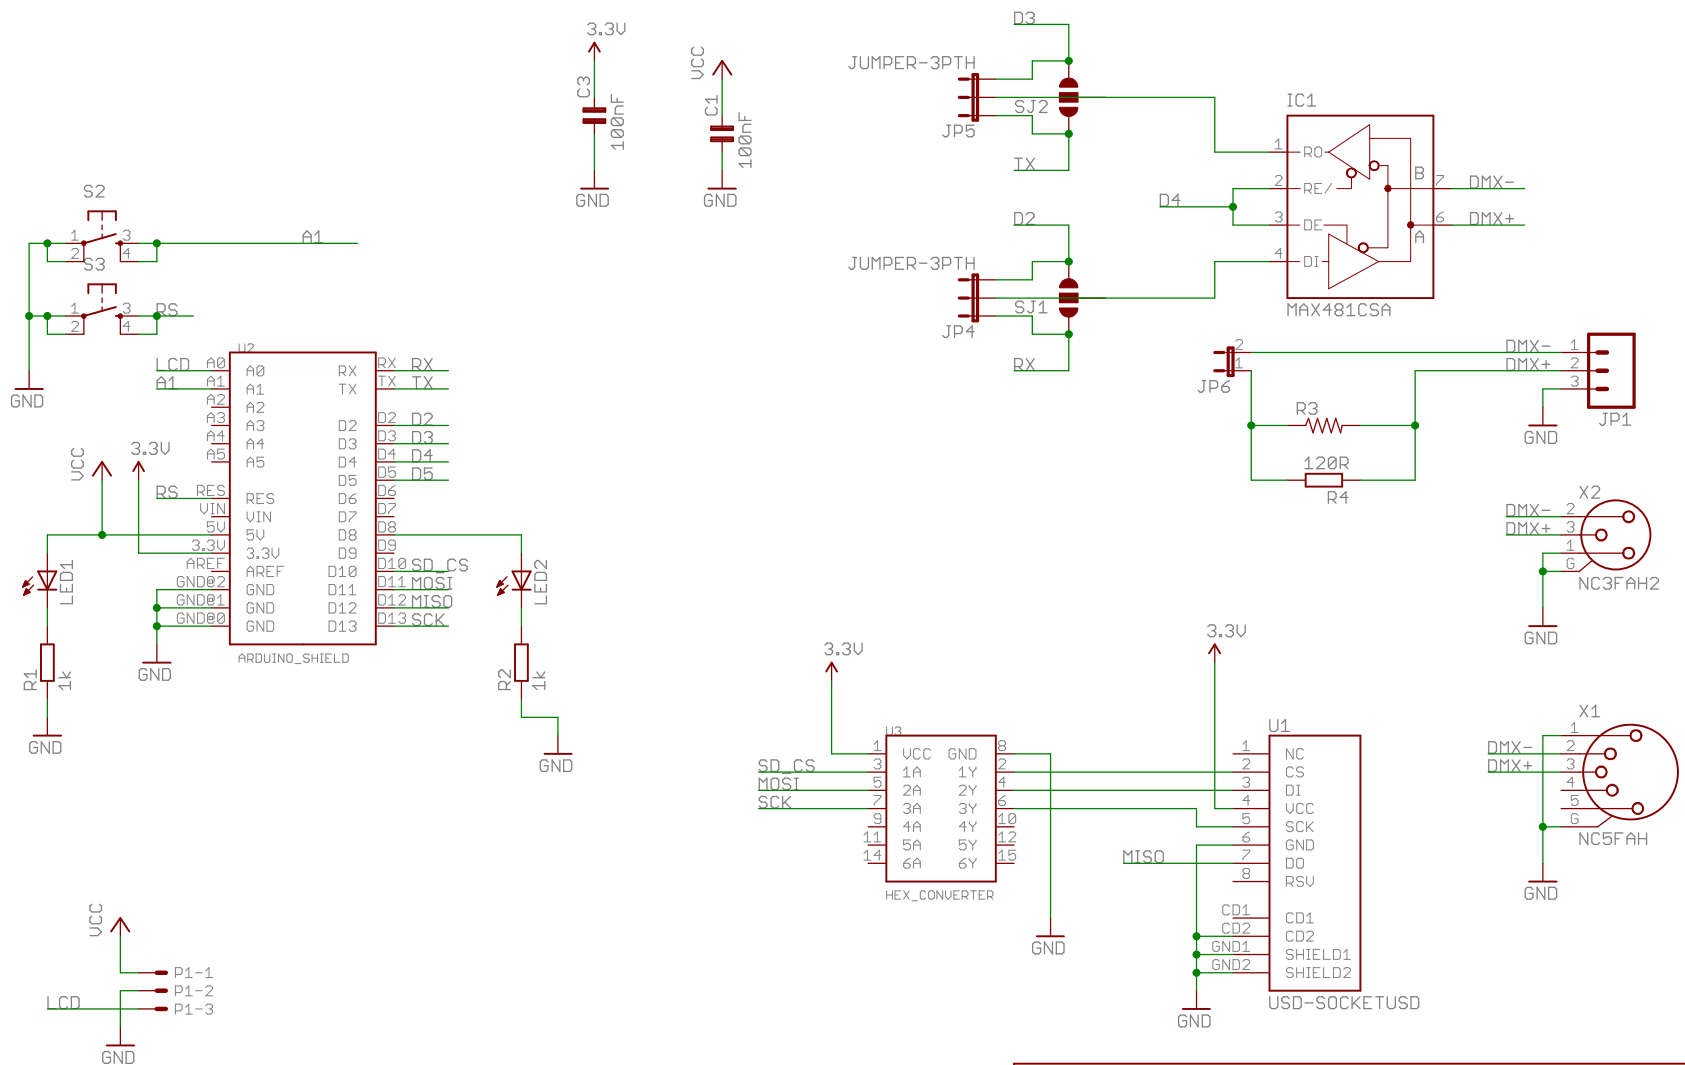 3.3V
C3
100nF
GND
VCC
C1
100nF
GND
D3
JUMPER-3PTH
SJ2
JP5
TX
D2
JUMPER-3PTH
SJ1
JP4
RX
IC1
D4
1 RO
2 RE/
3 DE
4 DI
B 7 DMX-
6 DMX+
A
MAX481CSA
S2
1 3 A1
2 4
S3
1 3 RS
2 4
GND
U2
LCD A0 A0 RX RX RX
A1 A1 A1 TX TX TX
A2 A2
A3 A3 D2 D2 D2
A4 A4 D3 D3 D3
A5 A5 D4 D4 D4
D5 D5 D5
RS RES RES D6 D6
VIN VIN D7 D7
5V 5V D8 D8
3.3V 3.3V D9 D9
AREF AREF D10 D10 SD_CS
GND@2 GND D11 D11 MOSI
GND@1 GND D12 D12 MISO
GND@0 GND D13 D13 SCK
ARDUINO_SHIELD
VCC
3.3V
LED1
R1
1k
GND
GND
LED2
R2
1k
GND
JP6
2
1
DMX- 1
DMX+ 2
3
JP1
GND
R3
120R
R4
X2
DMX- 2
DMX+ 3
1
G
NC3FAH2
GND
X1
1
DMX- 2
DMX+ 3
4
5
G
NC5FAH
GND
3.3V
U3
1 VCC GND 8
SD_CS 3 1A 1Y 2
MOSI 5 2A 2Y 4
SCK 7 3A 3Y 6
9 4A 4Y 10
11 5A 5Y 12
14 6A 6Y 15
HEX_CONVERTER
GND
3.3V
U1
1 NC
2 CS
3 DI
4 VCC
5 SCK
6 GND
MISO 7 DO
8 RSV
CD1 CD1
CD2 CD2
GND1 SHIELD1
GND2 SHIELD2
USD-SOCKETUSD
GND
VCC
P1-1
P1-2
LCD P1-3
GND